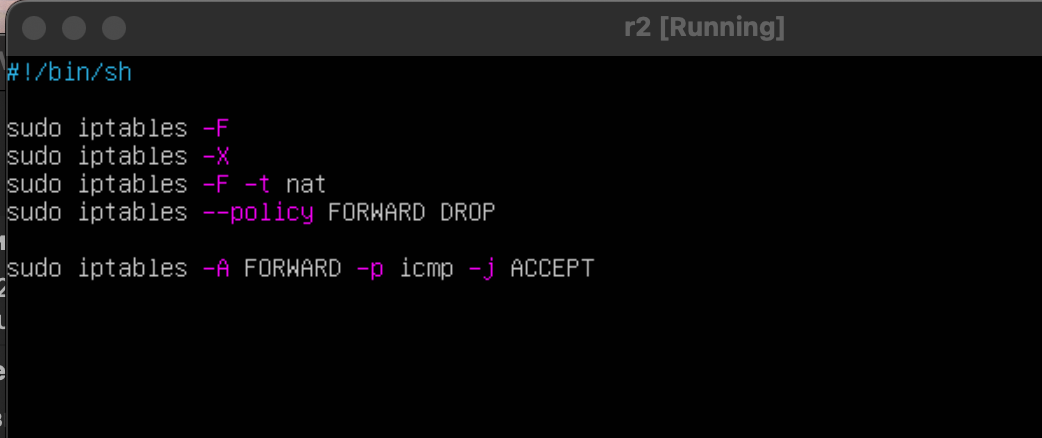 r2 [Running]
#!/bin/sh
sudo iptables -F
sudo iptables -X
sudo iptables -F -t nat
sudo iptables --policy FORWARD DROP
sudo iptables -A FORWARD -p icmp -j ACCEPT